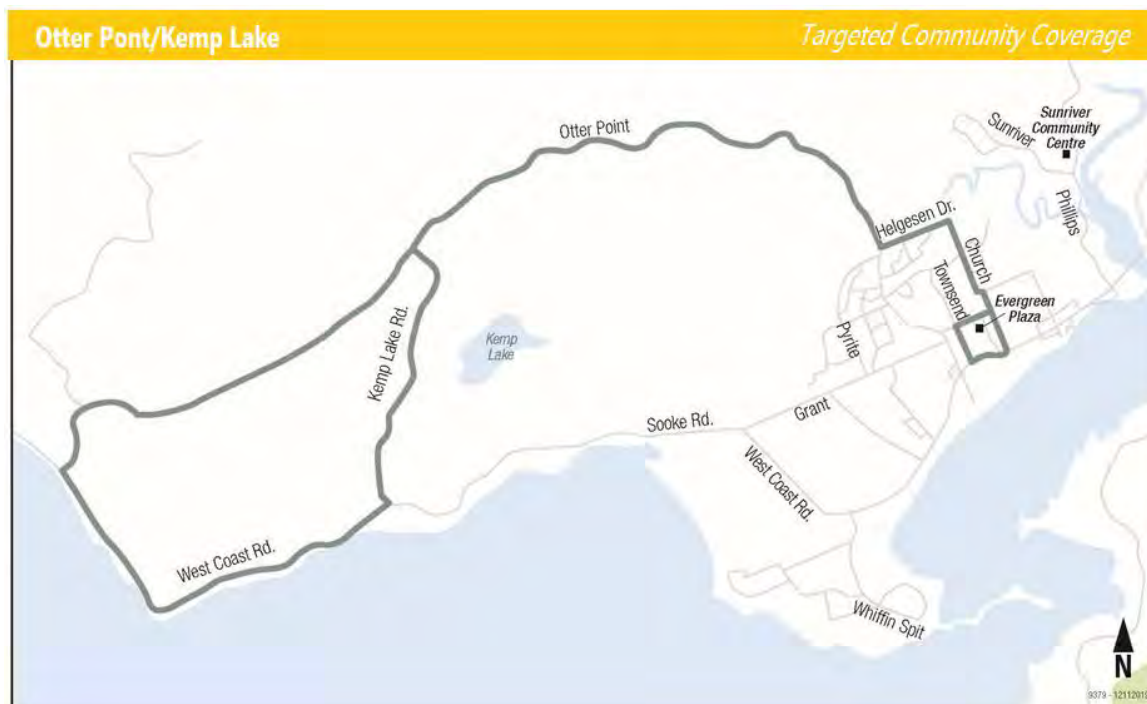 Otter Pont/Kemp Lake
Targeted Community Coverage
Otter Point
Sunriver
Community
Centre
Sunriver
Phillips
Helgesen Dr.
Church
Townsend
Evergreen
Plaza
Kemp Lake Rd.
Kemp
Lake
Pyrite
Grant
Sooke Rd.
West Coast Rd.
West Coast Rd.
Whiffin Spit
N